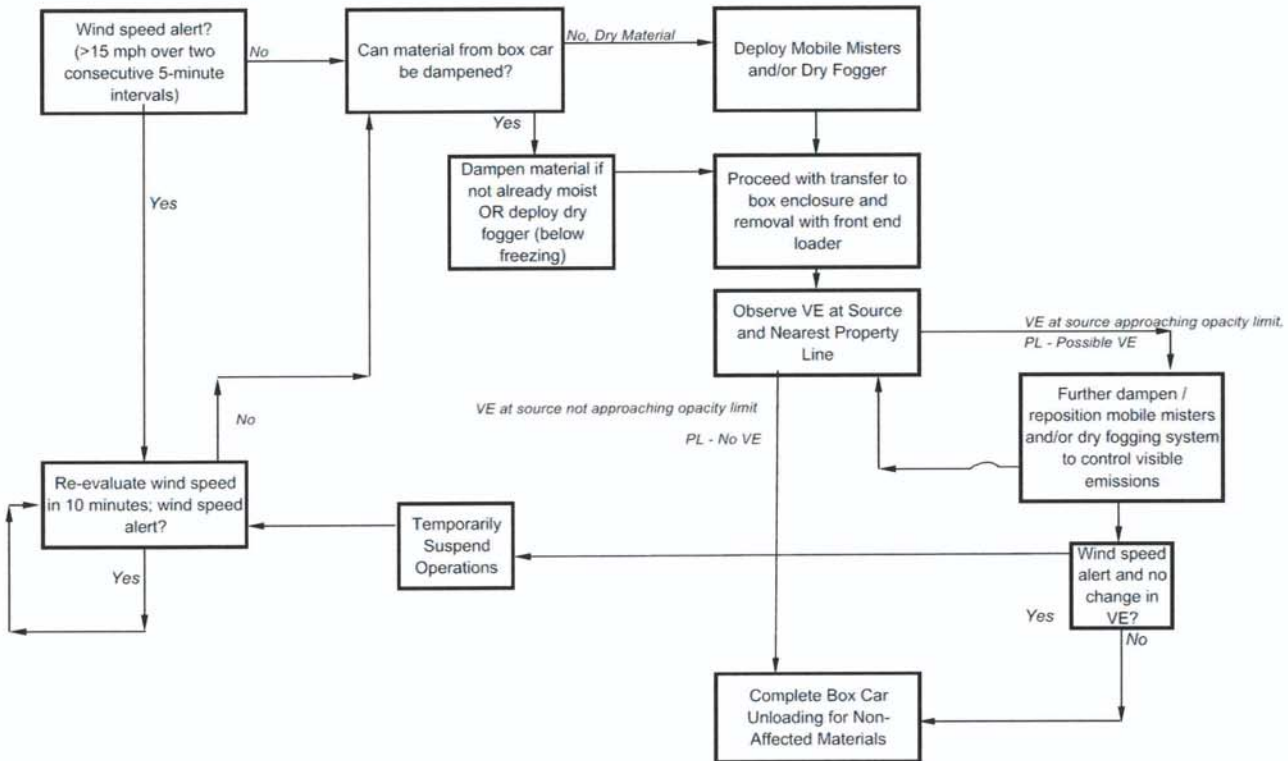 Wind speed alert?
(>15 mph over two
consecutive 5-minute
intervals)
No
Can material from box car
be dampened?
No, Dry Material
Deploy Mobile Misters
and/or Dry Fogger
Yes
Yes
Dampen material if
not already moist
OR deploy dry
fogger (below
freezing)
Proceed with transfer to
box enclosure and
removal with front end
loader
Observe VE at Source
and Nearest Property
Line
VE at source approaching opacity limit,
PL - Possible VE
Further dampen /
reposition mobile misters
and/or dry fogging system
to control visible
emissions
VE at source not approaching opacity limit
PL - No VE
No
Re-evaluate wind speed
in 10 minutes; wind speed
alert?
Yes
Temporarily
Suspend
Operations
Wind speed
alert and no
change in
VE?
Yes
No
Complete Box Car
Unloading for Non-
Affected Materials